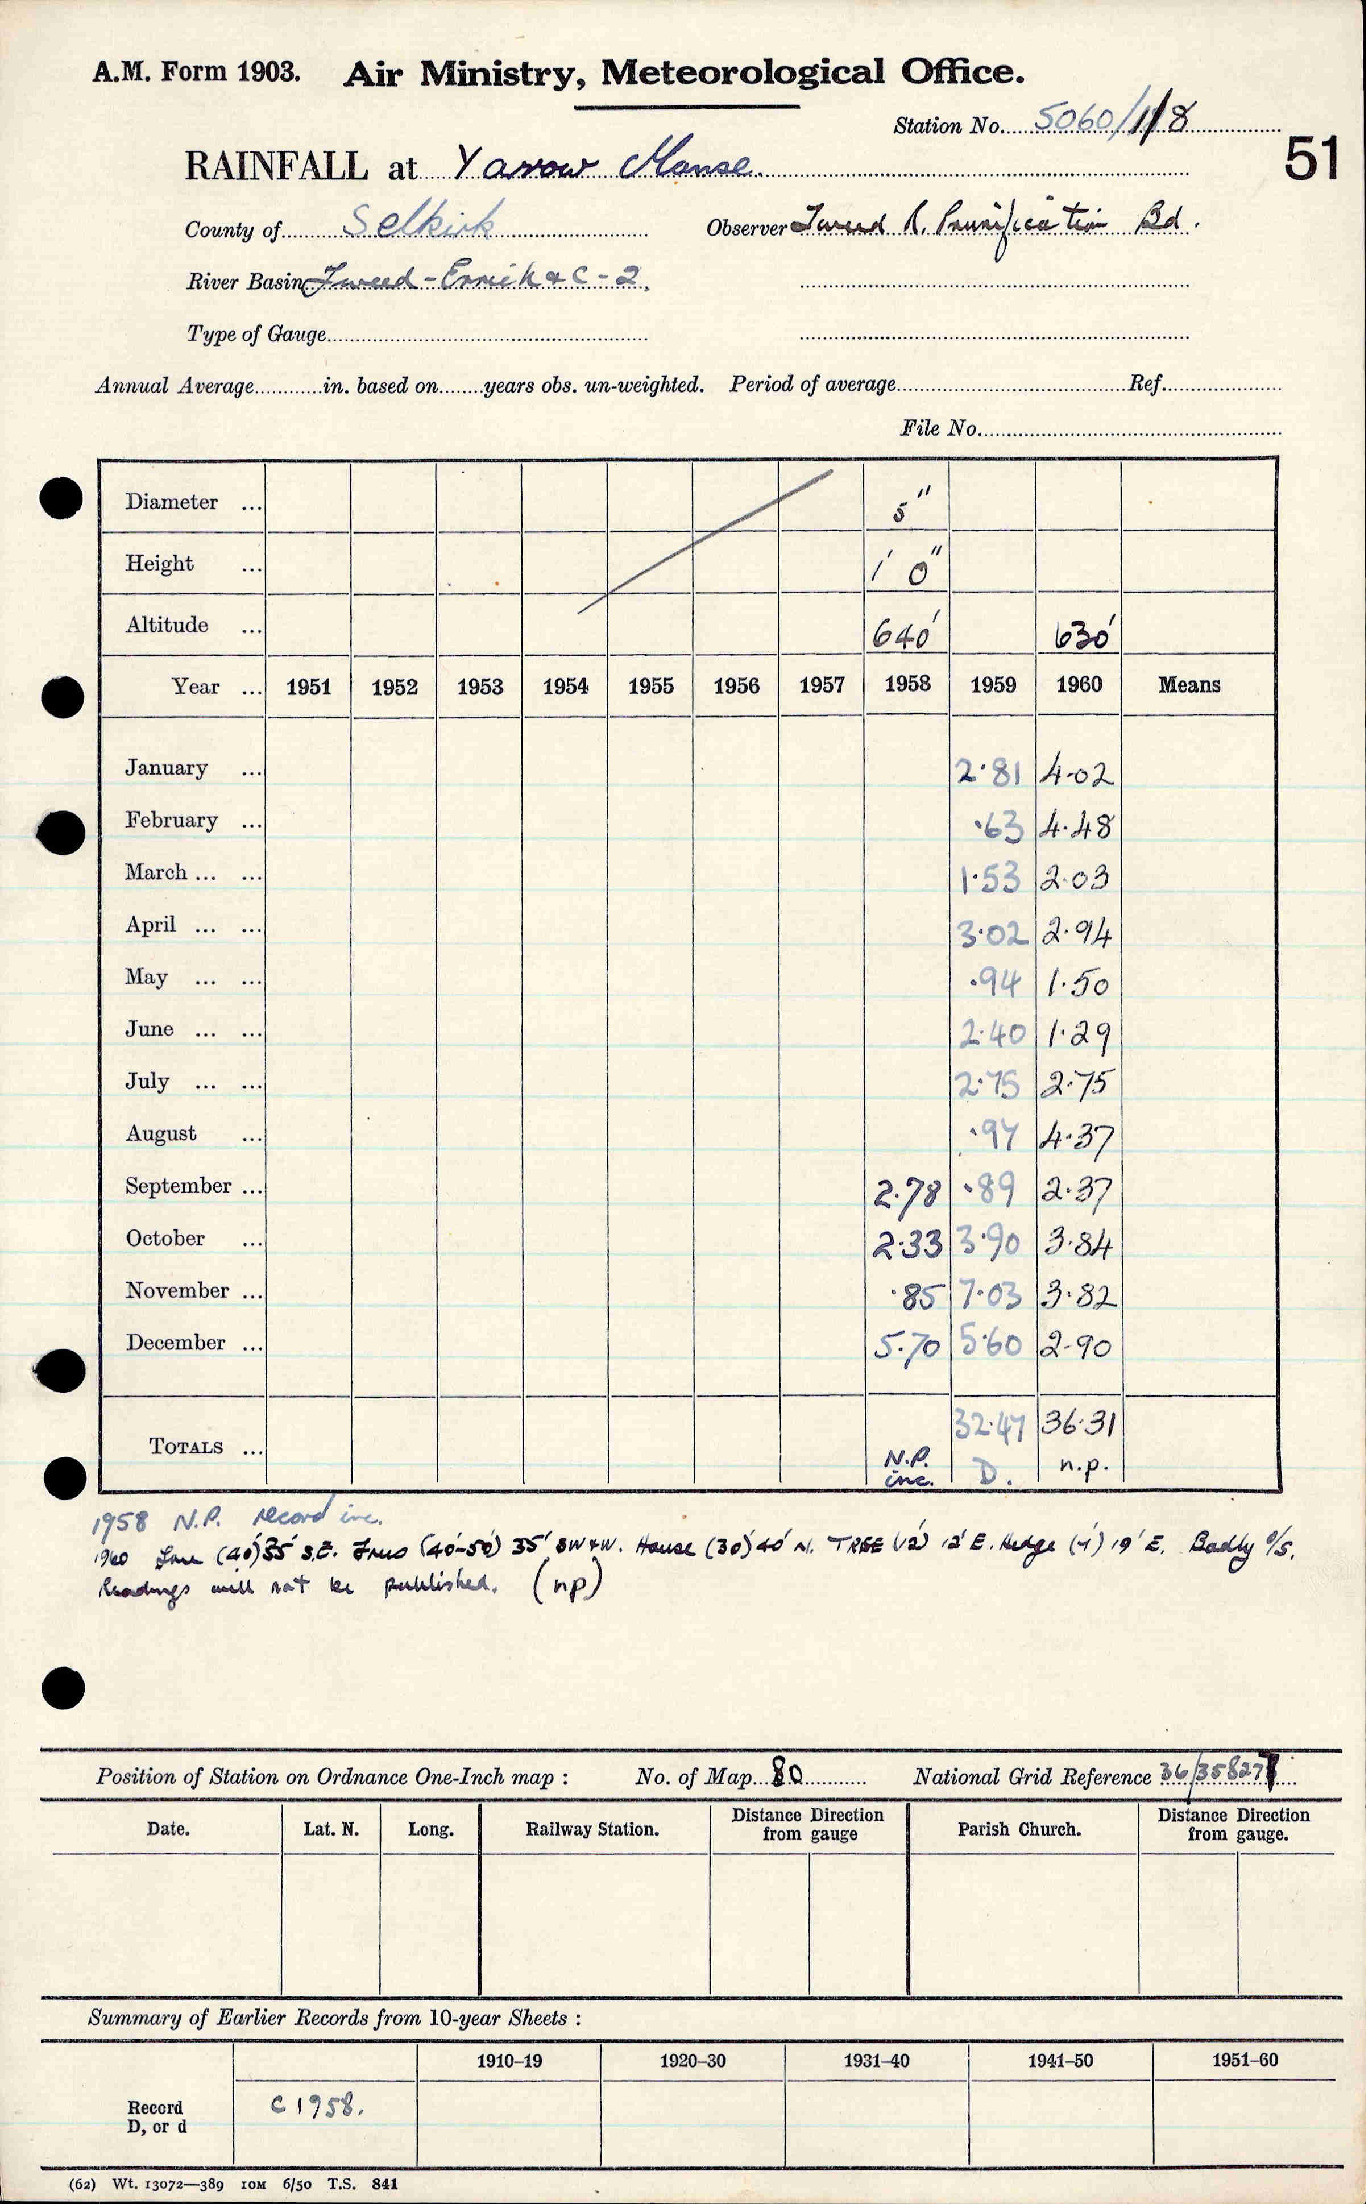 A.M. Form 1903. Air Ministry, Meteorological Office.
Station No. 5060/1/8
51
RAINFALL at Yarrow Manse.
County of Selkirk Observer Tweed R. Purification Bd.
River Basin Tweed - & C - 2.
Type of Gauge
Annual Average in. based on years obs. un-weighted. Period of average Ref.
File No.
Diameter ... 5"
Height ... 1' 0"
Altitude ... 640' 630'
Year ... 1951 1952 1953 1954 1955 1956 1957 1958 1959 1960 Means
January ... 2·81 4·02
February ... ·63 4·48
March ... ... 1·53 2·03
April ... ... 3·02 2·94
May ... ... ·94 1·50
June ... ... 2·40 1·29
July ... ... 2·75 2·75
August ... ·97 4·37
September ... 2·78 ·89 2·37
October ... 2·33 3·90 3·84
November ... ·85 7·03 3·82
December ... 5·70 5·60 2·90
TOTALS ... 32·47 36·31
N.P. inc. D. n.p.
1958 N.P. record inc.
1960 (40') 35' S.E. Trees (40'-50') 35' SW & W. House (30') 40' N. TREE (12') 12' E. Hedge (4') 19' E. Badly o/s.
Readings will not be published. (np)
Position of Station on Ordnance One-Inch map : No. of Map 80 National Grid Reference 36/358277
Date. Lat. N. Long. Railway Station. Distance Direction from gauge Parish Church. Distance Direction from gauge.
Summary of Earlier Records from 10-year Sheets :
1910–19 1920–30 1931–40 1941–50 1951–60
Record D, or d C 1958.
(62) Wt. 13072—389 10M 6/50 T.S. 841